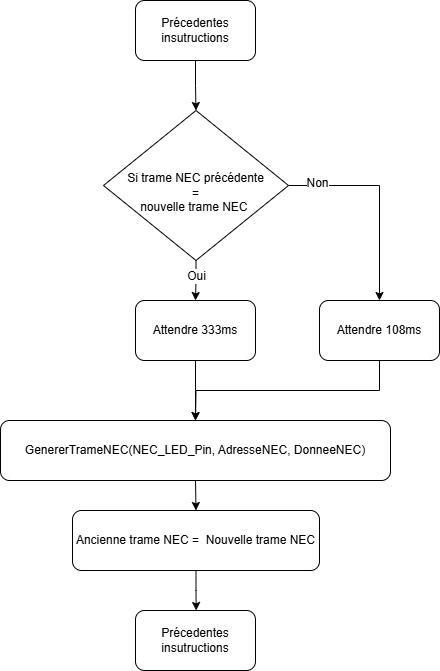 Précedentes
insutructions
Si trame NEC précédente
=
nouvelle trame NEC
Non
Oui
Attendre 333ms
Attendre 108ms
GenererTrameNEC(NEC_LED_Pin, AdresseNEC, DonneeNEC)
Ancienne trame NEC = Nouvelle trame NEC
Précedentes
insutructions